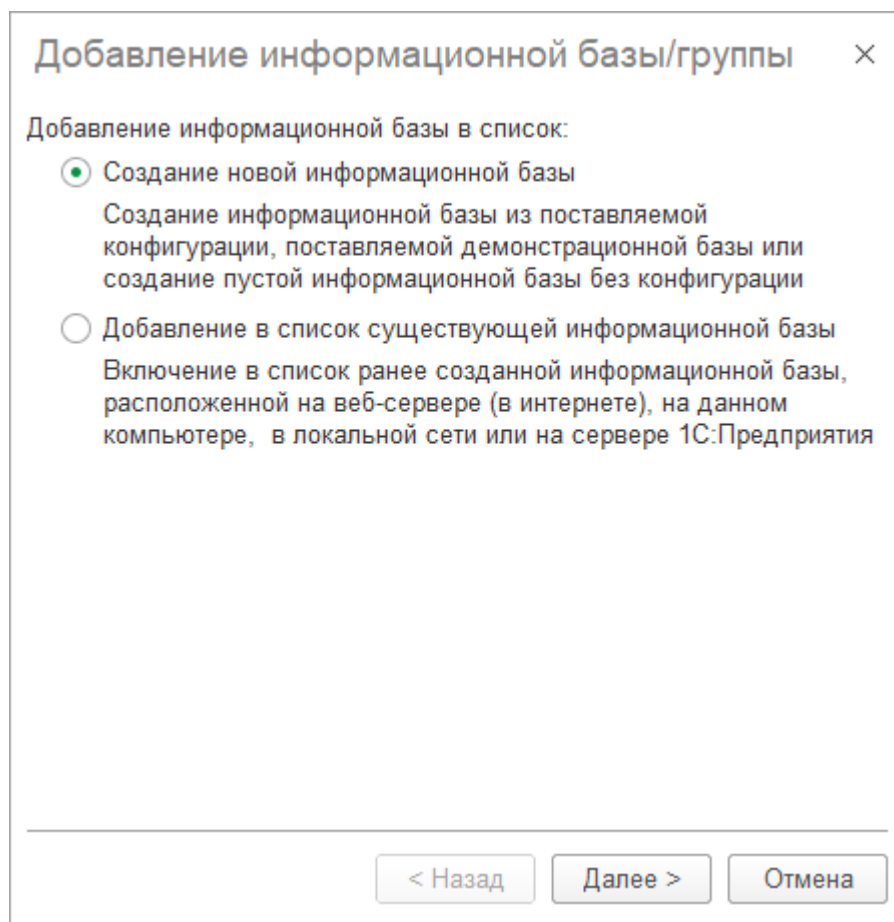 Добавление информационной базы/группы
Добавление информационной базы в список:
Создание новой информационной базы
Создание информационной базы из поставляемой
конфигурации, поставляемой демонстрационной базы или
создание пустой информационной базы без конфигурации
Добавление в список существующей информационной базы
Включение в список ранее созданной информационной базы,
расположенной на веб-сервере (в интернете), на данном
компьютере,  в локальной сети или на сервере 1С:Предприятия
< Назад
Далее >
Отмена